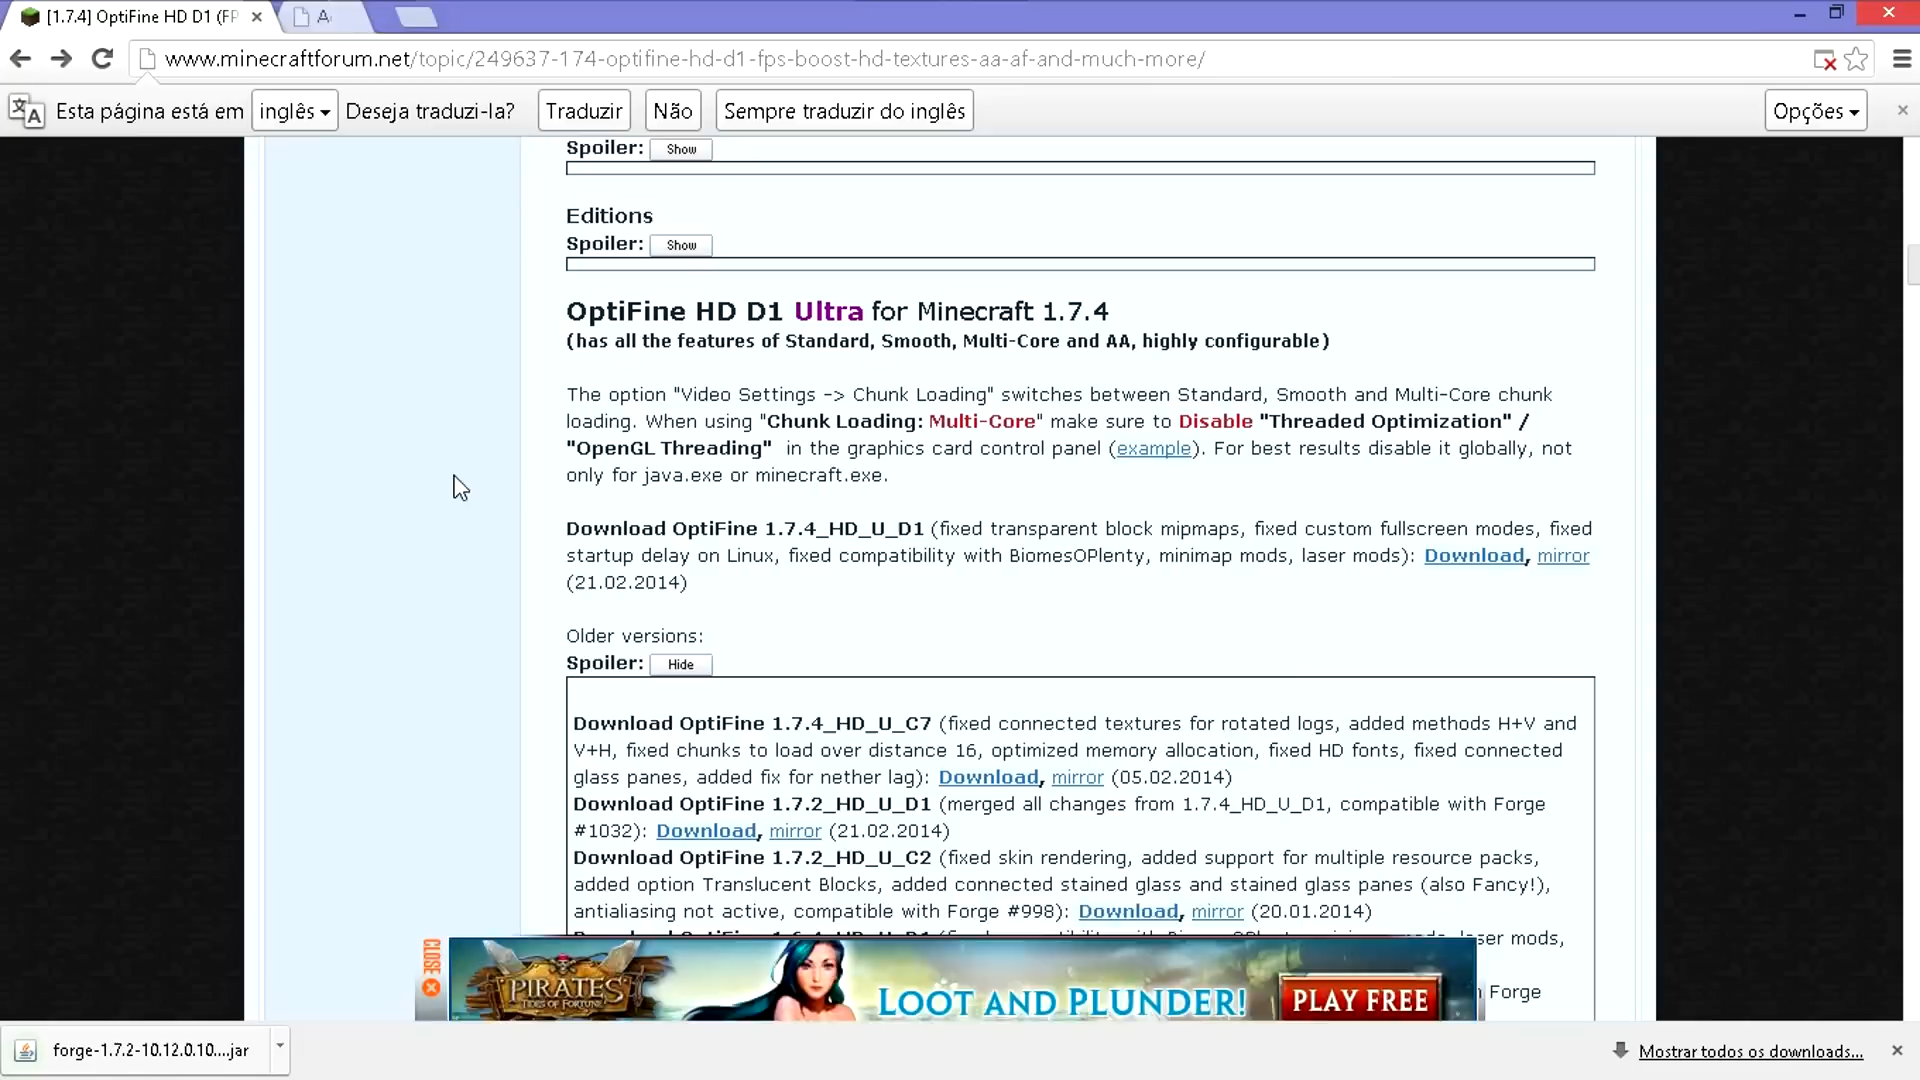 [1.7.4] OptiFine HD D1 (FP
www.minecraftforum.net/topic/249637-174-optifine-hd-d1-fps-boost-hd-textures-aa-af-and-much-more/
Esta página está em inglês Deseja traduzi-la? Traduzir Não Sempre traduzir do inglês Opções
Spoiler: Show
Editions
Spoiler: Show
OptiFine HD D1 Ultra for Minecraft 1.7.4
(has all the features of Standard, Smooth, Multi-Core and AA, highly configurable)
The option "Video Settings -> Chunk Loading" switches between Standard, Smooth and Multi-Core chunk
loading. When using "Chunk Loading: Multi-Core" make sure to Disable "Threaded Optimization" /
"OpenGL Threading" in the graphics card control panel (example). For best results disable it globally, not
only for java.exe or minecraft.exe.
Download OptiFine 1.7.4_HD_U_D1 (fixed transparent block mipmaps, fixed custom fullscreen modes, fixed
startup delay on Linux, fixed compatibility with BiomesOPlenty, minimap mods, laser mods): Download, mirror
(21.02.2014)
Older versions:
Spoiler: Hide
Download OptiFine 1.7.4_HD_U_C7 (fixed connected textures for rotated logs, added methods H+V and
V+H, fixed chunks to load over distance 16, optimized memory allocation, fixed HD fonts, fixed connected
glass panes, added fix for nether lag): Download, mirror (05.02.2014)
Download OptiFine 1.7.2_HD_U_D1 (merged all changes from 1.7.4_HD_U_D1, compatible with Forge
#1032): Download, mirror (21.02.2014)
Download OptiFine 1.7.2_HD_U_C2 (fixed skin rendering, added support for multiple resource packs,
added option Translucent Blocks, added connected stained glass and stained glass panes (also Fancy!),
antialiasing not active, compatible with Forge #998): Download, mirror (20.01.2014)
mods,
Forge
CLOSE
PIRATES
TIDES OF FORTUNE
LOOT AND PLUNDER!
PLAY FREE
forge-1.7.2-10.12.0.10....jar
Mostrar todos os downloads...